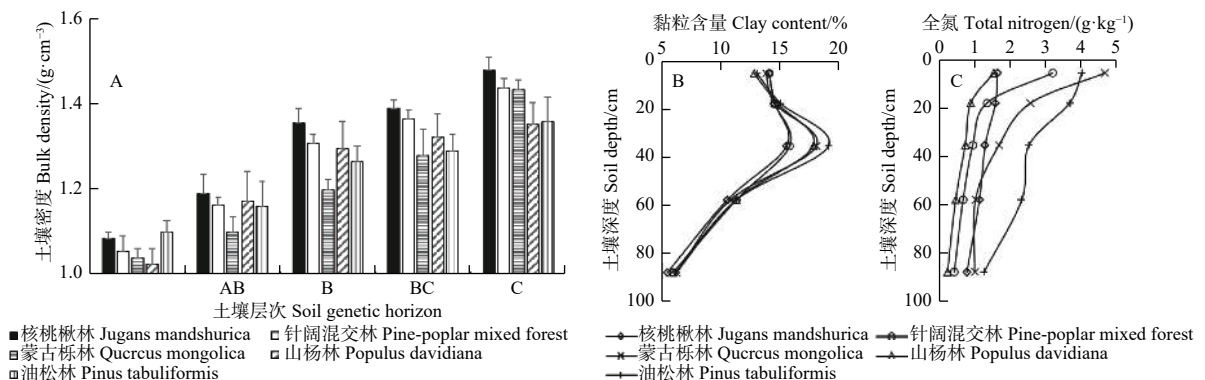 土壤密度 Bulk density/(g·cm⁻³)
1.6
1.4
1.2
1.0
A
AB
B
BC
C
土壤层次 Soil genetic horizon
核桃楸林 Jugans mandshurica
针阔混交林 Pine-poplar mixed forest
蒙古栎林 Qucrcus mongolica
山杨林 Populus davidiana
油松林 Pinus tabuliformis
黏粒含量 Clay content/%
5
10
15
20
土壤深度 Soil depth/cm
0
20
40
60
80
100
B
全氮 Total nitrogen/(g·kg⁻¹)
0
1
2
3
4
5
土壤深度 Soil depth/cm
0
20
40
60
80
100
C
核桃楸林 Jugans mandshurica
针阔混交林 Pine-poplar mixed forest
蒙古栎林 Qucrcus mongolica
山杨林 Populus davidiana
油松林 Pinus tabuliformis